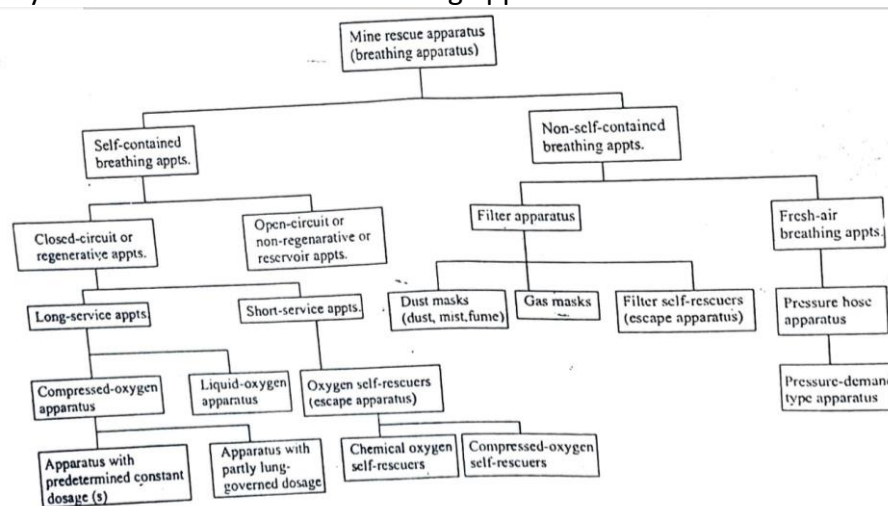 Mine rescue apparatus
(breathing apparatus)
Self-contained
breathing appts.
Non-self-contained
breathing appts.
Closed-circuit or
regenerative appts.
Open-circuit or
non-regenarative or
reservoir appts.
Filter apparatus
Fresh-air
breathing appts.
Long-service appts.
Short-service appts.
Dust masks
(dust, mist,fume)
Gas masks
Filter self-rescuers
(escape apparatus)
Pressure hose
apparatus
Compressed-oxygen
apparatus
Liquid-oxygen
apparatus
Oxygen self-rescuers
(escape apparatus)
Pressure-demand
type apparatus
Apparatus with
predetermined constant
dosage (s)
Apparatus with
partly lung-
governed dosage
Chemical oxygen
self-rescuers
Compressed-oxygen
self-rescuers